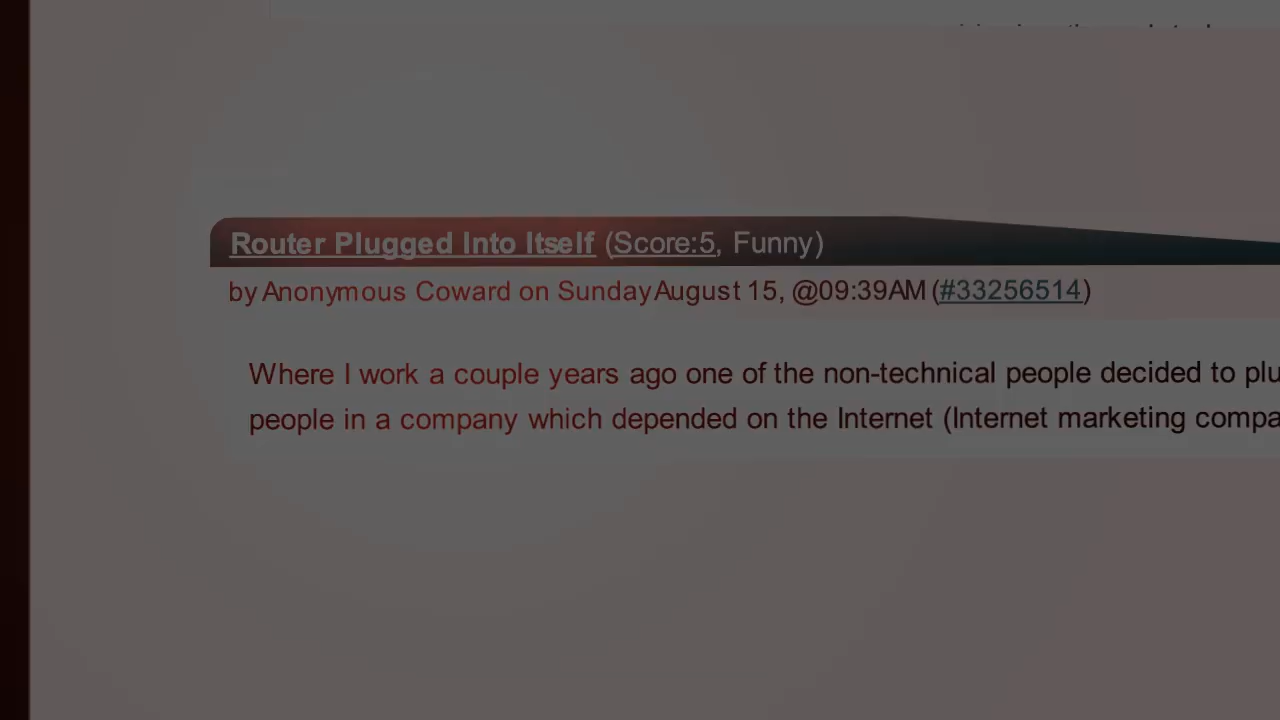 Router Plugged Into Itself (Score:5, Funny)
by Anonymous Coward on Sunday August 15, @09:39AM (#33256514)
Where I work a couple years ago one of the non-technical people decided to plu
people in a company which depended on the Internet (Internet marketing compa